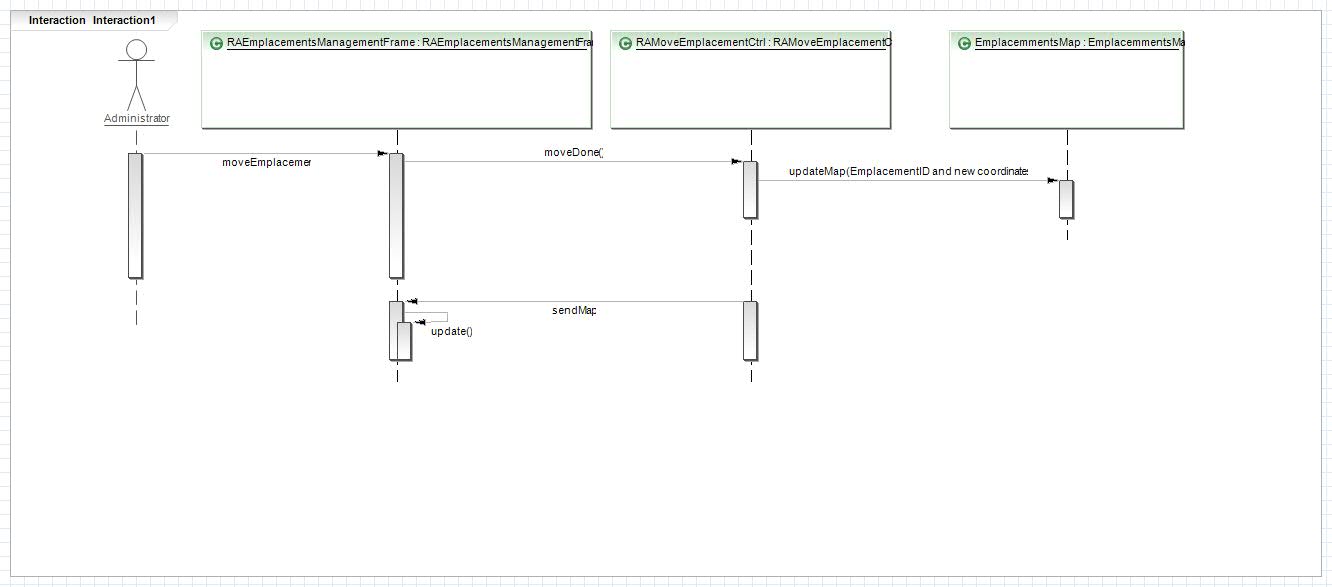 Interaction Interaction1
RAEmplacementsManagementFrame : RAEmplacementsManagementFra
RAMoveEmplacementCtrl : RAMoveEmplacementC
EmplacemmentsMap : EmplacemmentsMa
Administrator
moveEmplacemer
moveDone()
updateMap(EmplacementID and new coordinates
sendMap
update()